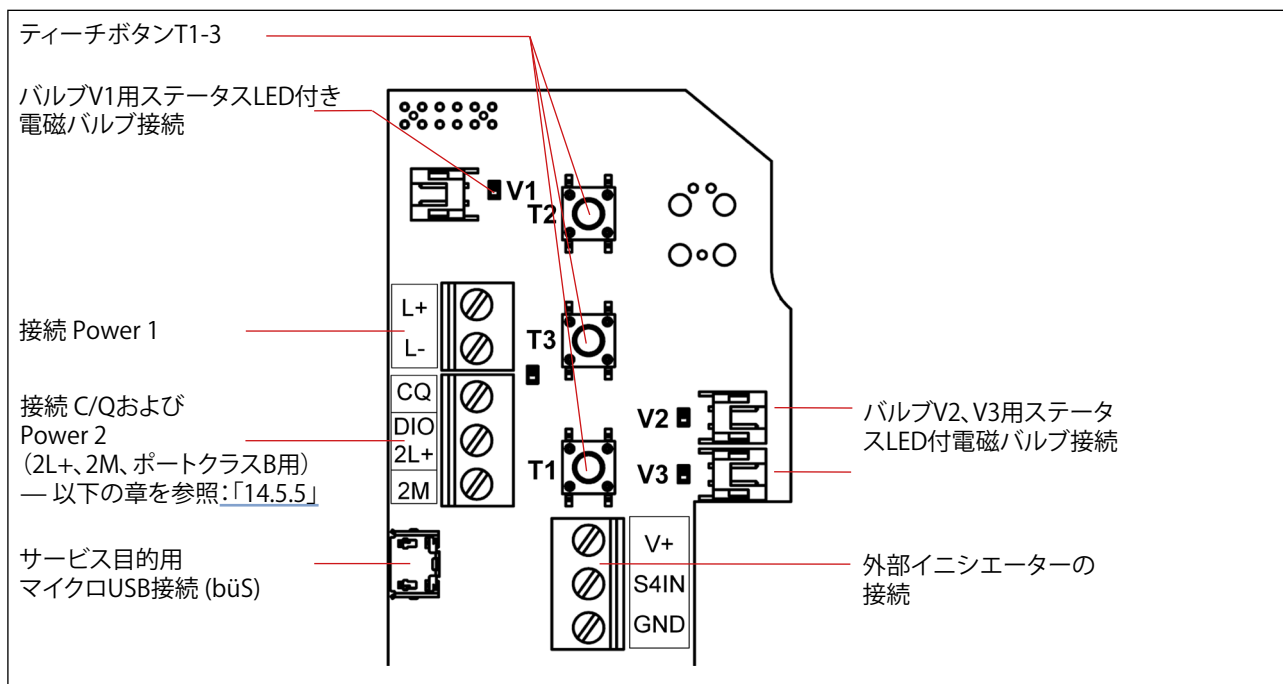 ティーチボタンT1-3
バルブV1用ステータスLED付き
電磁バルブ接続
V1
T2
接続 Power 1
L+
L-
T3
接続 C/Qおよび
Power 2
（2L+、2M、ポートクラスB用）
― 以下の章を参照：「14.5.5」
CQ
DIO
2L+
2M
T1
V2
V3
バルブV2、V3用ステータ
スLED付電磁バルブ接続
サービス目的用
マイクロUSB接続 (büS)
V+
S4IN
GND
外部イニシエーターの
接続